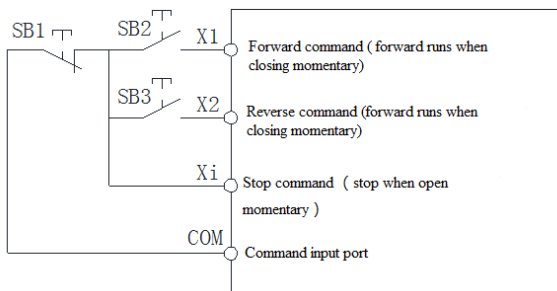 SB1
SB2
X1
Forward command ( forward runs when
closing momentary)
SB3
X2
Reverse command (forward runs when
closing momentary)
Xi
Stop command ( stop when open
momentary )
COM
Command input port